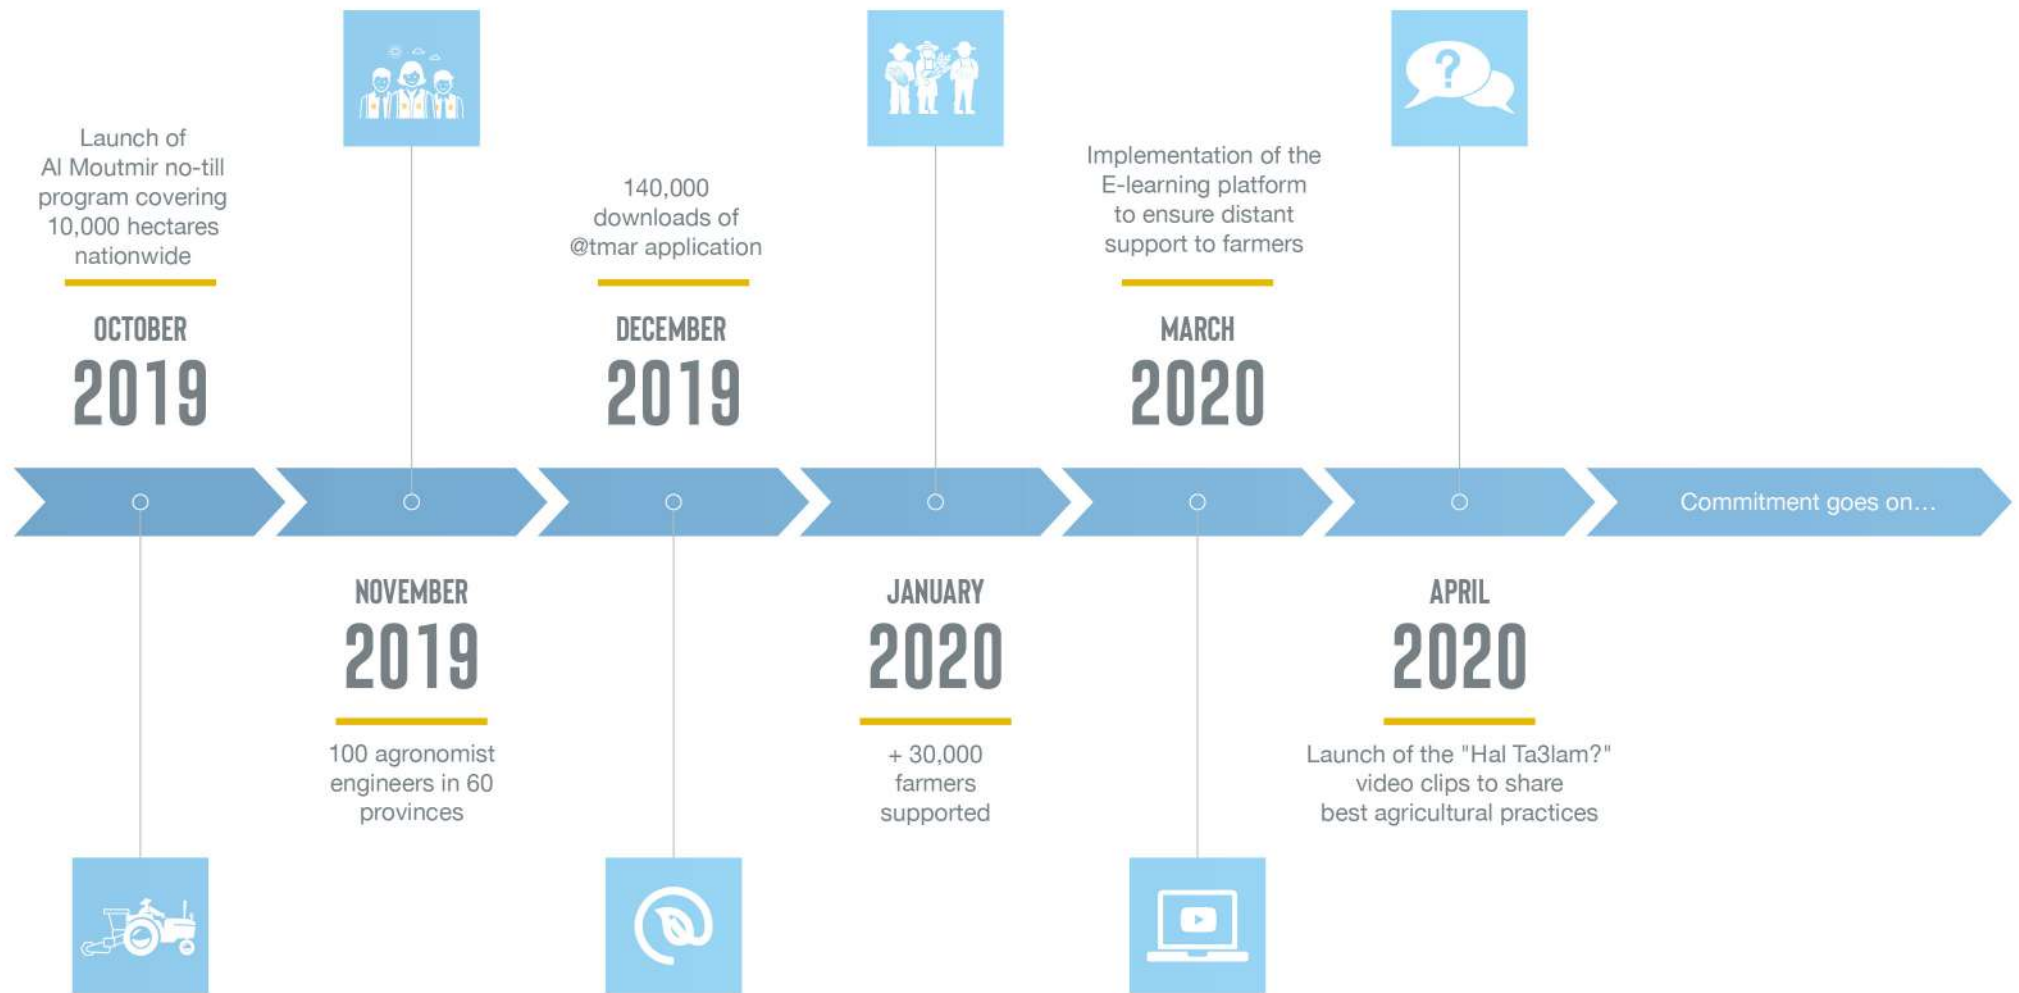 Launch of
Al Moutmir no-till
program covering
10,000 hectares
nationwide
OCTOBER
2019
NOVEMBER
2019
100 agronomist
engineers in 60
provinces
140,000
downloads of
@tmar application
DECEMBER
2019
JANUARY
2020
+ 30,000
farmers
supported
Implementation of the
E-learning platform
to ensure distant
support to farmers
MARCH
2020
APRIL
2020
Launch of the "Hal Ta3lam?"
video clips to share
best agricultural practices
Commitment goes on...
?